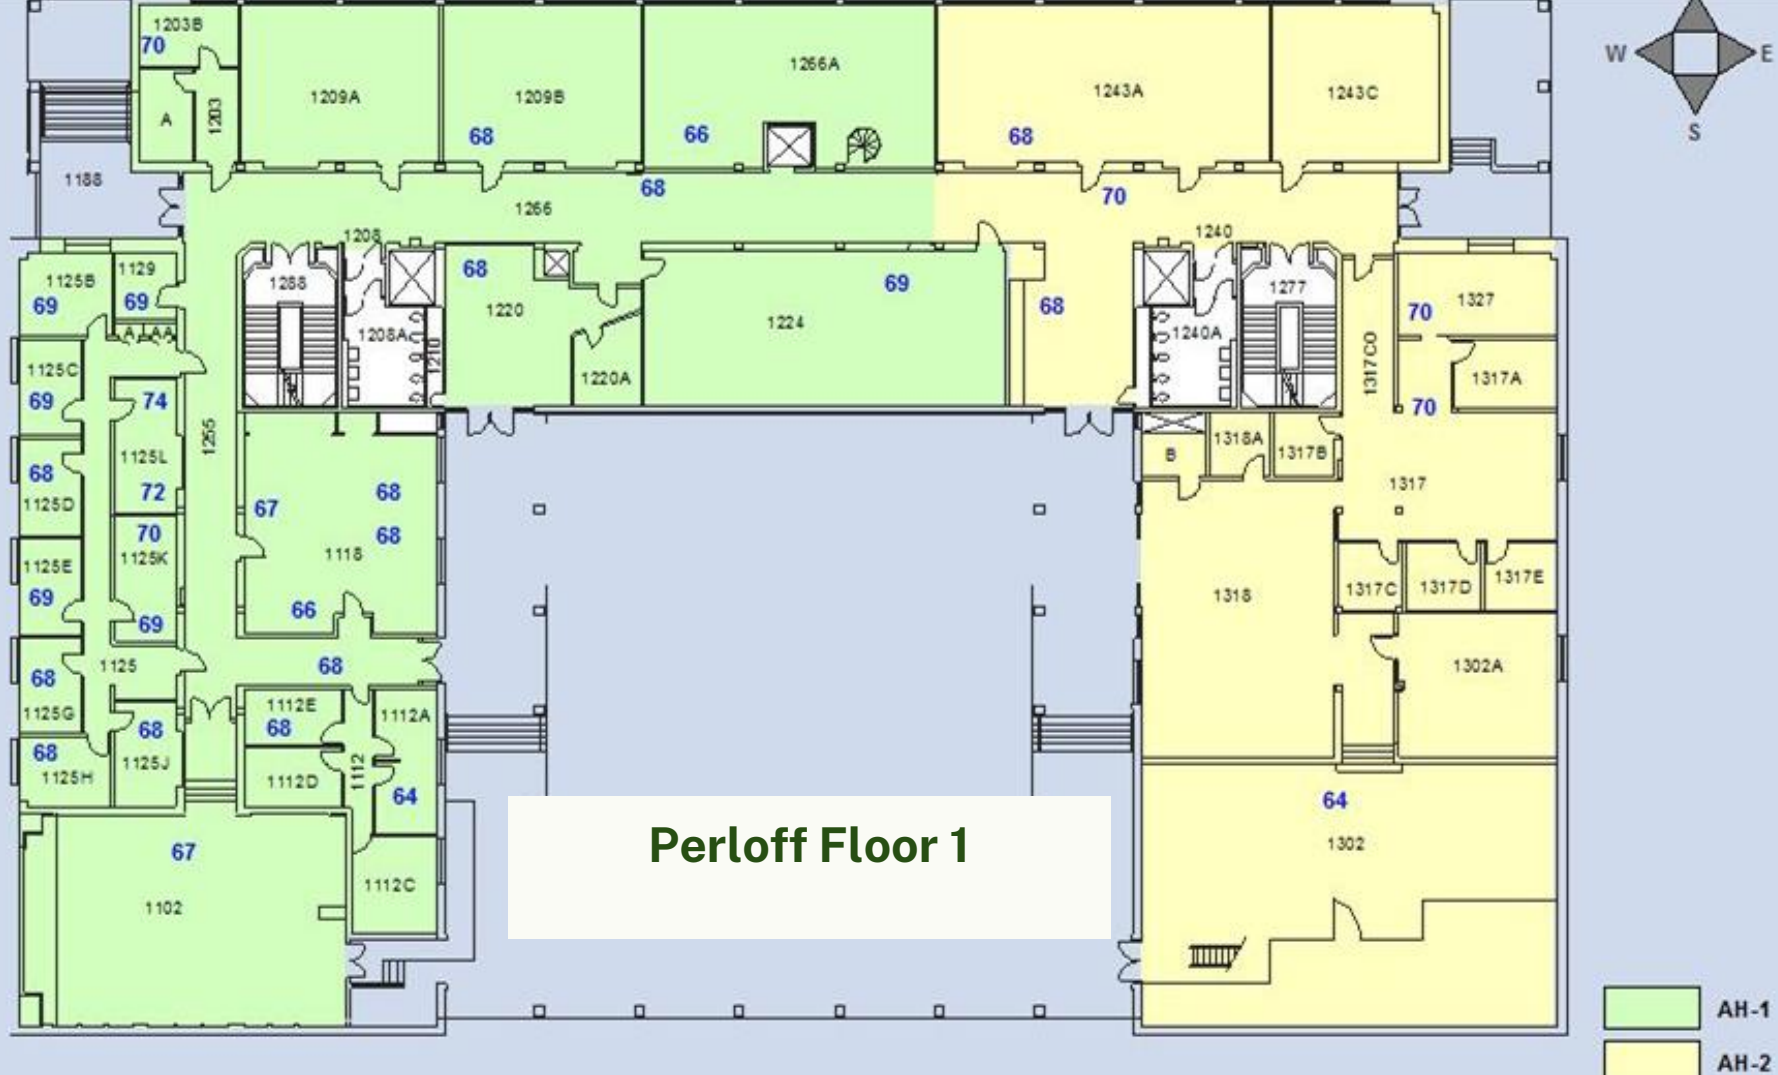 1203B
70
1209A
1209B
68
1266A
66
1243A
68
1243C
W
E
S
A
1203
1188
1266
68
70
1208
1240
1125B
69
1129
69
A
AA
1288
1208A
1210
68
1220
1220A
69
1224
68
1240A
1277
1317CO
70
1327
1317A
70
1125C
69
74
1125L
72
1255
68
1125D
70
1125K
69
1125E
69
67
68
68
1118
66
B
1318A
1317B
1317
1318
1317C
1317D
1317E
1302A
68
1125G
1125
68
1112E
68
1112A
68
1125H
68
1125J
1112D
1112
64
1112C
67
1102
Perloff Floor 1
64
1302
AH-1
AH-2